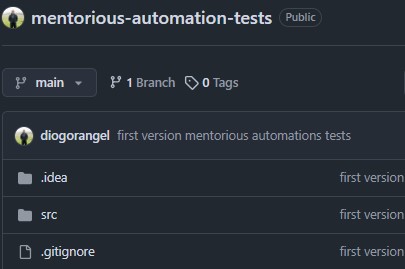 mentorious-automation-tests Public
main 1 Branch 0 Tags
diogorangel first version mentorious automations tests
.idea first version
src first version
.gitignore first version